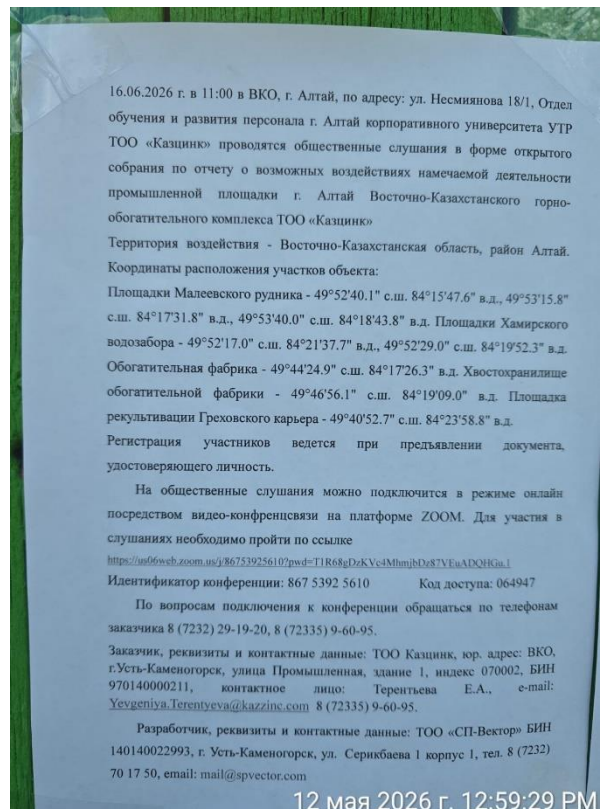 16.06.2026 г. в 11:00 в ВКО, г. Алтай, по адресу: ул. Несмиянова 18/1, Отдел
обучения и развития персонала г. Алтай корпоративного университета УТР
ТОО «Казцинк» проводятся общественные слушания в форме открытого
собрания по отчету о возможных воздействиях намечаемой деятельности
промышленной площадки г. Алтай Восточно-Казахстанского горно-
обогатительного комплекса ТОО «Казцинк»
Территория воздействия - Восточно-Казахстанская область, район Алтай.
Координаты расположения участков объекта:
Площадки Малеевского рудника - 49°52'40.1" с.ш. 84°15'47.6" в.д., 49°53'15.8"
с.ш. 84°17'31.8" в.д., 49°53'40.0" с.ш. 84°18'43.8" в.д. Площадки Хамирского
водозабора - 49°52'17.0" с.ш. 84°21'37.7" в.д., 49°52'29.0" с.ш. 84°19'52.3" в.д.
Обогатительная фабрика - 49°44'24.9" с.ш. 84°17'26.3" в.д. Хвостохранилище
обогатительной фабрики - 49°46'56.1" с.ш. 84°19'09.0" в.д. Площадка
рекультивации Греховского карьера - 49°40'52.7" с.ш. 84°23'58.8" в.д.
Регистрация участников ведется при предъявлении документа,
удостоверяющего личность.
На общественные слушания можно подключится в режиме онлайн
посредством видео-конфренцсвязи на платформе ZOOM. Для участия в
слушаниях необходимо пройти по ссылке
https://us06web.zoom.us/j/86753925610?pwd=T1R68gDzKVc4MhmjbDz87VEuADQHGu.1
Идентификатор конференции: 867 5392 5610 Код доступа: 064947
По вопросам подключения к конференции обращаться по телефонам
заказчика 8 (7232) 29-19-20, 8 (72335) 9-60-95.
Заказчик, реквизиты и контактные данные: ТОО Казцинк, юр. адрес: ВКО,
г.Усть-Каменогорск, улица Промышленная, здание 1, индекс 070002, БИН
970140000211, контактное лицо: Терентьева Е.А., e-mail:
Yevgeniya.Terentyeva@kazzinc.com 8 (72335) 9-60-95.
Разработчик, реквизиты и контактные данные: ТОО «СП-Вектор» БИН
140140022993, г. Усть-Каменогорск, ул. Серикбаева 1 корпус 1, тел. 8 (7232)
70 17 50, email: mail@spvector.com
12 мая 2026 г. 12:59:29 PM